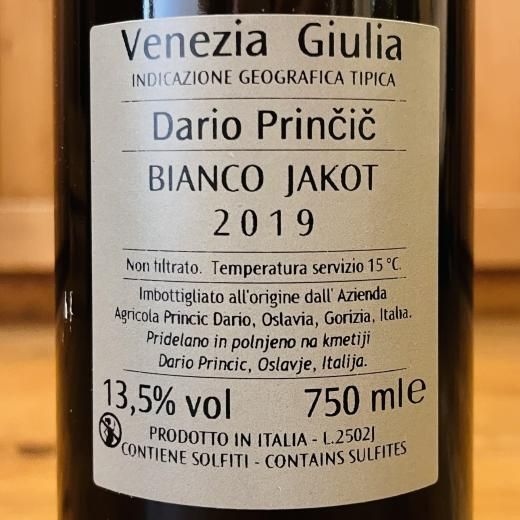 Venezia Giulia
INDICAZIONE GEOGRAFICA TIPICA
Dario Prinčič
BIANCO JAKOT
2019
Non filtrato. Temperatura servizio 15 °C.
Imbottigliato all'origine dall' Azienda
Agricola Princic Dario, Oslavia, Gorizia, Italia.
Pridelano in polnjeno na kmetiji
Dario Princic, Oslavje, Italija.
13,5% vol 750 ml e
PRODOTTO IN ITALIA - L.2502J
CONTIENE SOLFITI - CONTAINS SULFITES